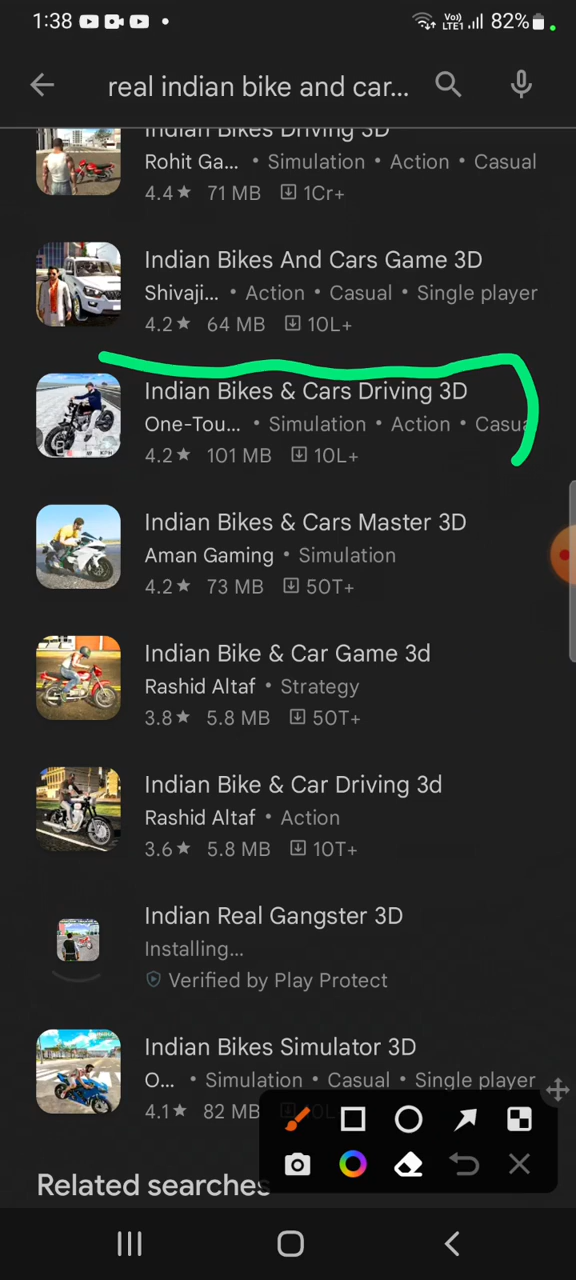 1:38
Vo)) LTE1 82%
real indian bike and car...
Indian Bikes Driving 3D
Rohit Ga... • Simulation • Action • Casual
4.4★ 71 MB 1Cr+
Indian Bikes And Cars Game 3D
Shivaji... • Action • Casual • Single player
4.2★ 64 MB 10L+
Indian Bikes & Cars Driving 3D
One-Tou... • Simulation • Action • Casua
4.2★ 101 MB 10L+
Indian Bikes & Cars Master 3D
Aman Gaming • Simulation
4.2★ 73 MB 50T+
Indian Bike & Car Game 3d
Rashid Altaf • Strategy
3.8★ 5.8 MB 50T+
Indian Bike & Car Driving 3d
Rashid Altaf • Action
3.6★ 5.8 MB 10T+
Indian Real Gangster 3D
Installing...
Verified by Play Protect
Indian Bikes Simulator 3D
O... • Simulation • Casual • Single player
4.1★ 82 MB 10L
Related searches